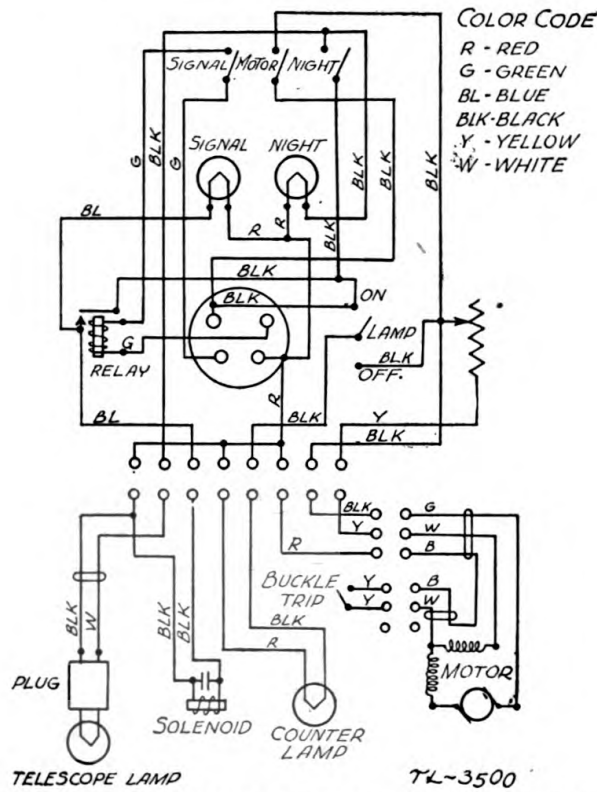 COLOR CODE
R - RED
G - GREEN
BL - BLUE
BLK-BLACK
Y - YELLOW
W - WHITE
SIGNAL MOTOR NIGHT
G
BLK
G
BLK
BLK
BLK
SIGNAL
NIGHT
BL
R
R
BLK
BLK
ON
LAMP
G
BLK
RELAY
OFF.
R
BL
BLK
Y
BLK
BLK
G
Y
W
R
B
BUCKLE
TRIP
Y
B
Y
W
BLK
W
BLK
BLK
BLK
R
MOTOR
PLUG
SOLENOID
COUNTER
LAMP
TELESCOPE LAMP
TL-3500